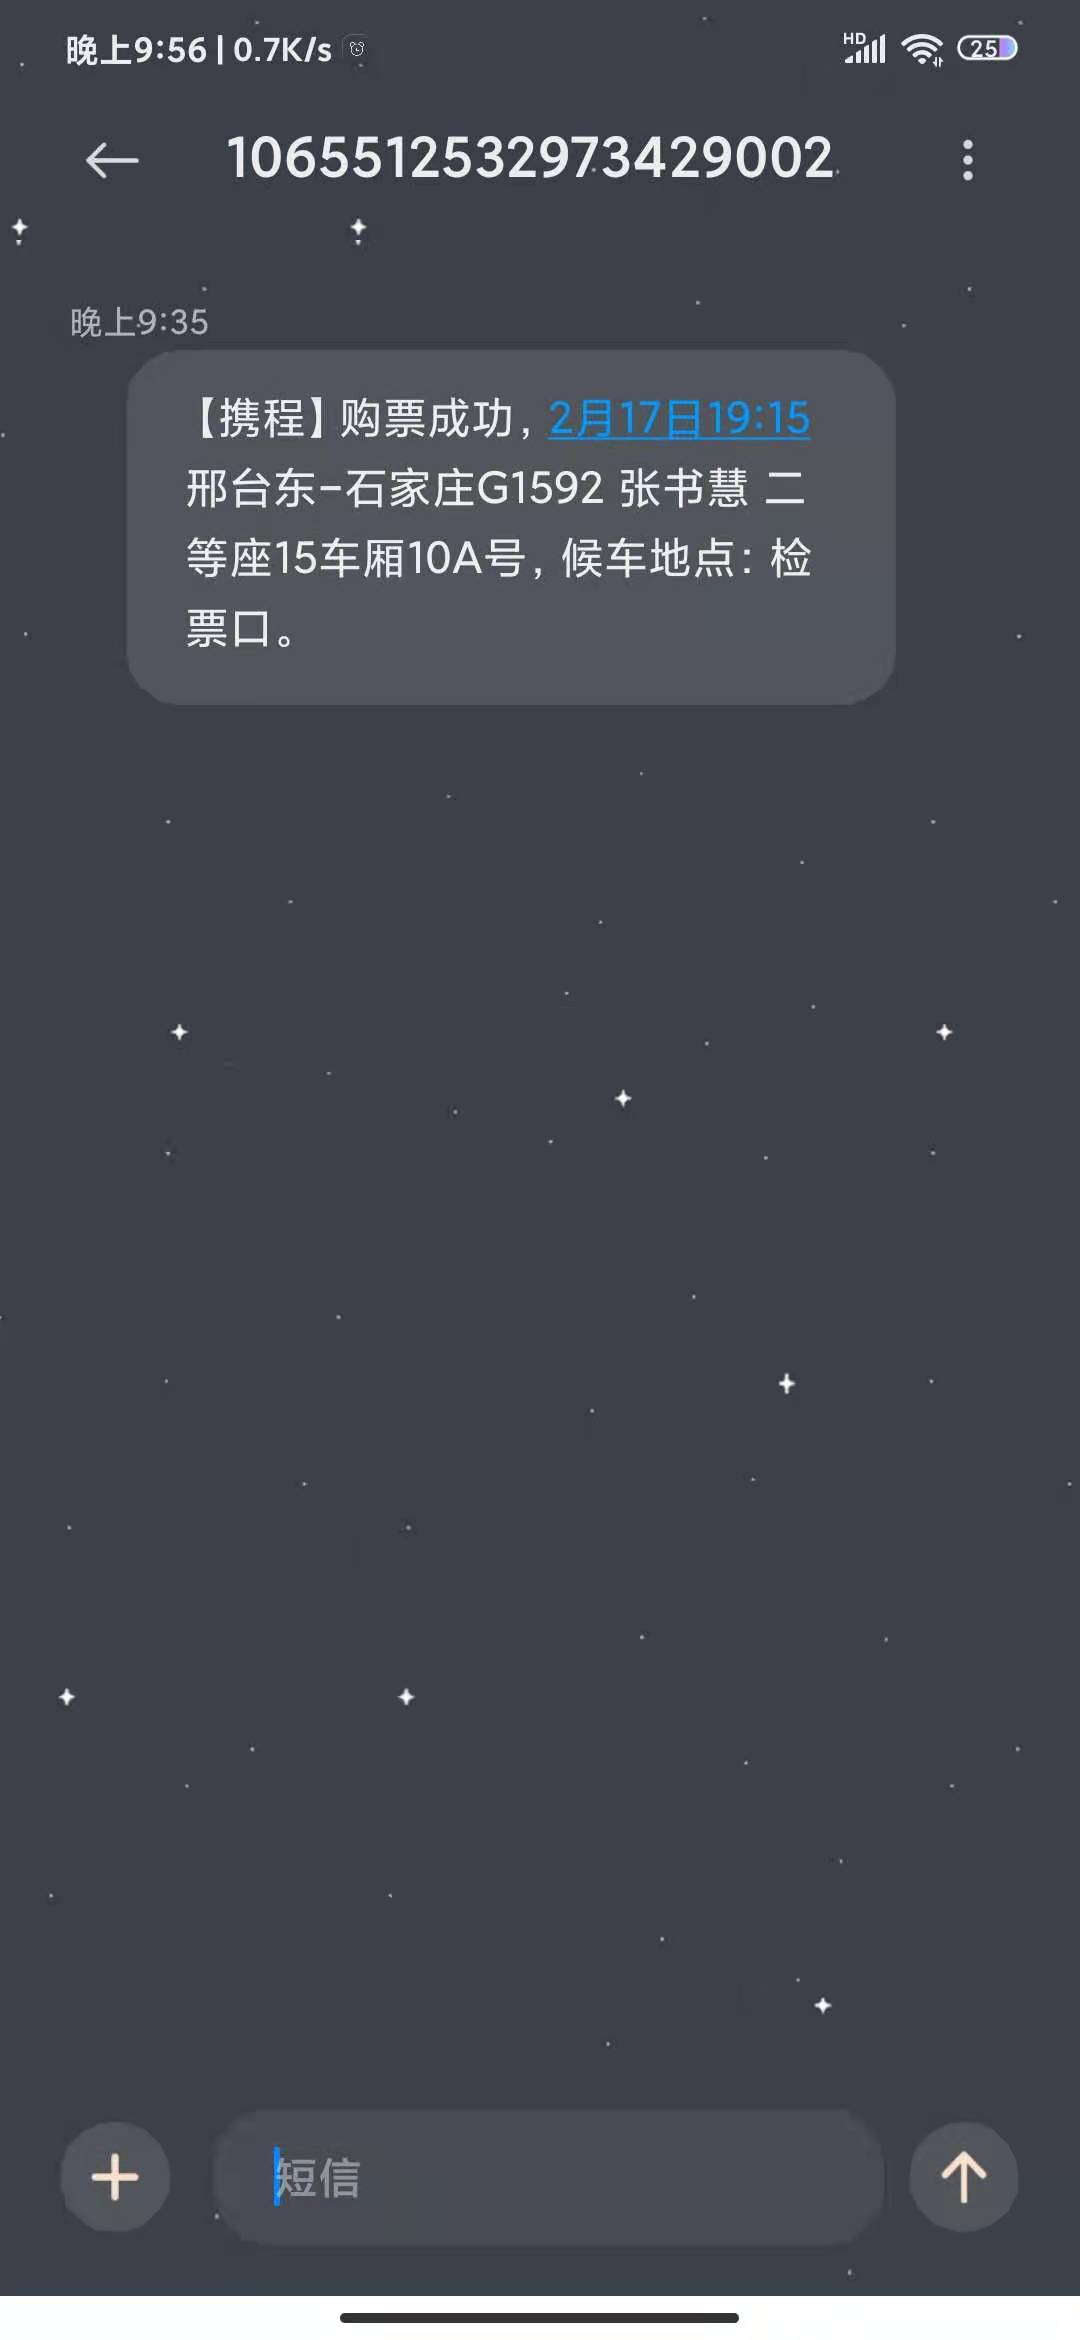 晚上9:56 | 0.7K/s
HD
25
1065512532973429002
晚上9:35
【携程】购票成功, 2月17日19:15
邢台东-石家庄G1592 张书慧 二
等座15车厢10A号, 候车地点: 检
票口。
短信